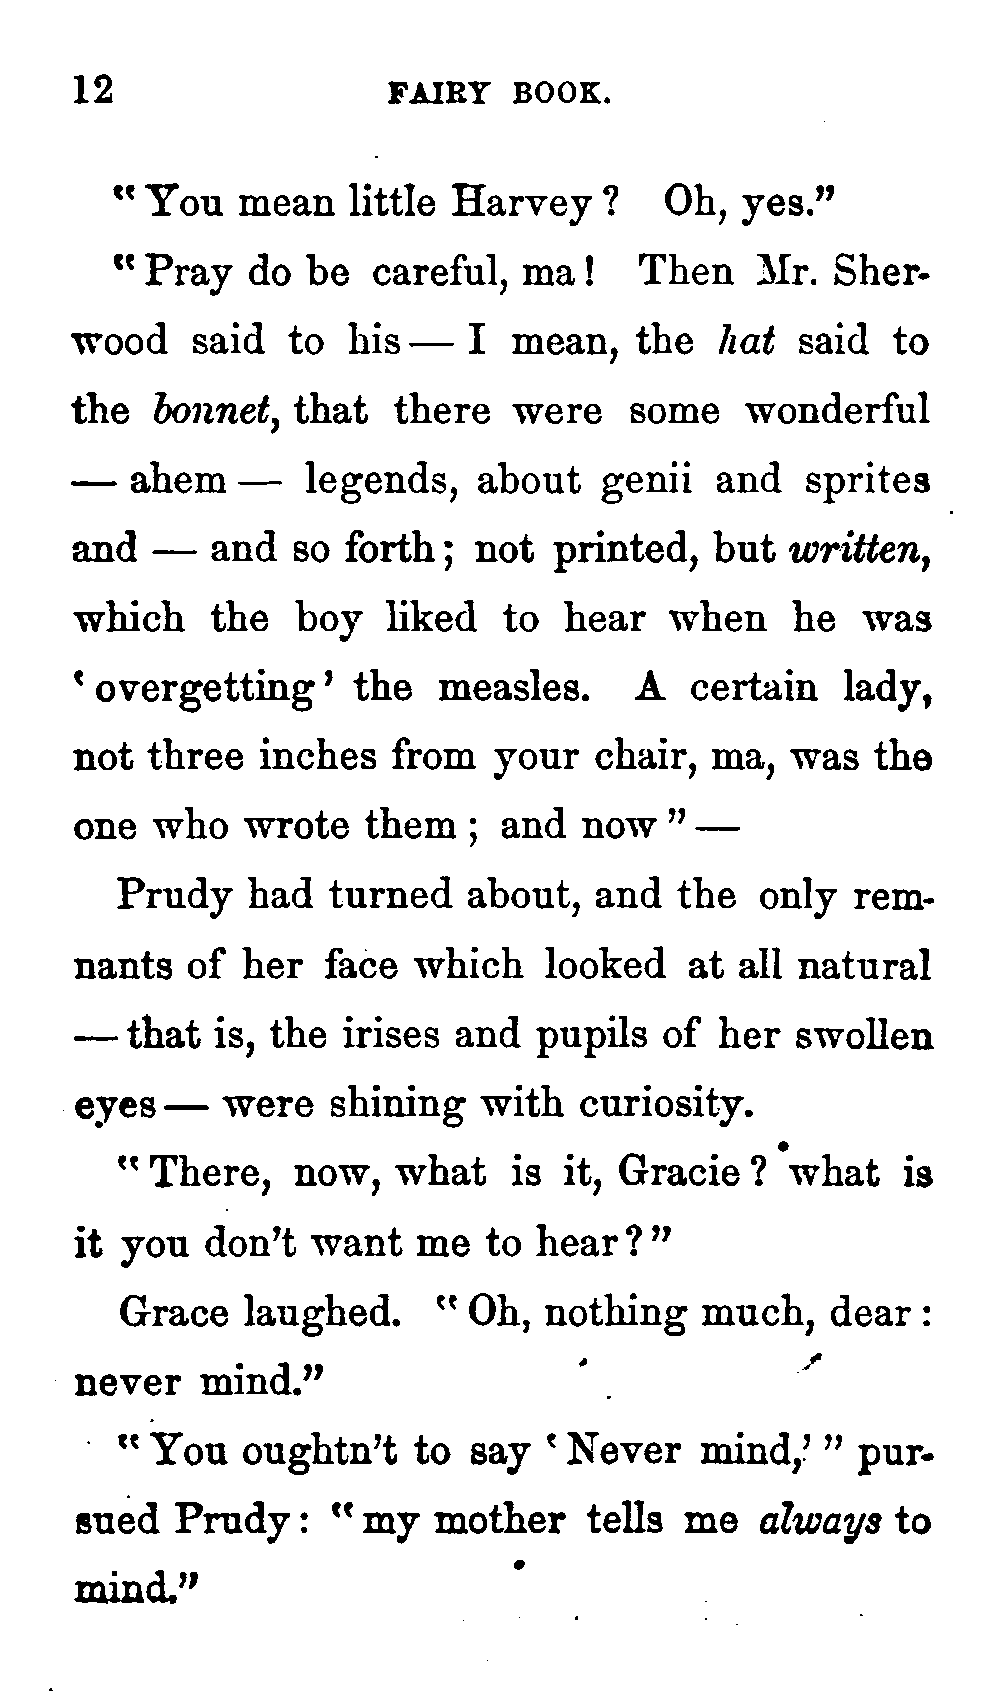 12 FAIRY BOOK.
“You mean little Harvey? Oh, yes.”
“Pray do be careful, ma! Then Mr. Sher-
wood said to his — I mean, the hat said to
the bonnet, that there were some wonderful
— ahem — legends, about genii and sprites
and — and so forth; not printed, but written,
which the boy liked to hear when he was
‘overgetting’ the measles. A certain lady,
not three inches from your chair, ma, was the
one who wrote them; and now” —
Prudy had turned about, and the only rem-
nants of her face which looked at all natural
— that is, the irises and pupils of her swollen
eyes — were shining with curiosity.
“There, now, what is it, Gracie? what is
it you don’t want me to hear?”
Grace laughed. “Oh, nothing much, dear:
never mind.”
“You oughtn’t to say ‘Never mind,’” pur-
sued Prudy: “my mother tells me always to
mind.”